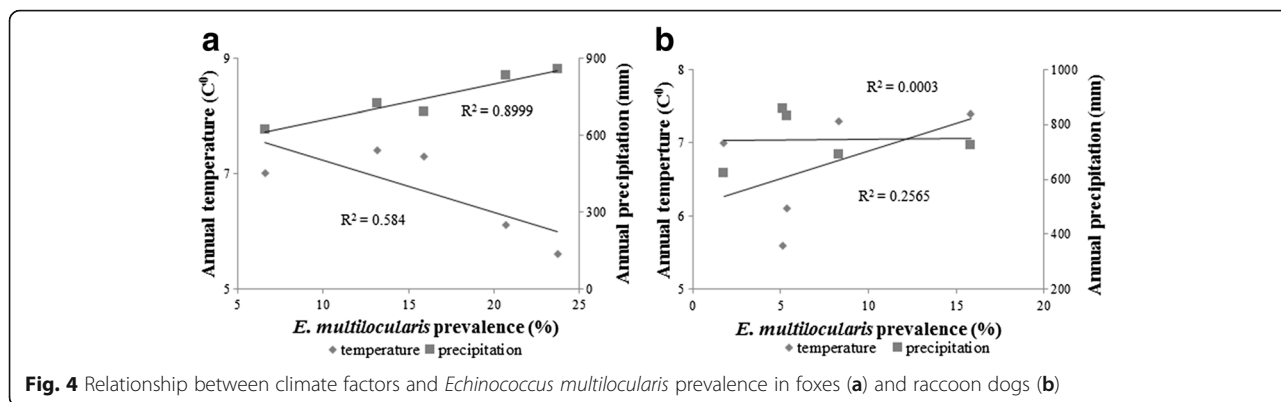 a
9
7
5
Annual temperature (C⁰)
900
600
300
0
Annual precipitation (mm)
R² = 0.8999
R² = 0.584
5 10 15 20 25
E. multilocularis prevalence (%)
temperature precipitation
b
8
7
6
5
Annual temperture (C⁰)
1000
800
600
400
200
Annual precipitation (mm)
R² = 0.0003
R² = 0.2565
0 5 10 15 20
E. multilocularis prevalence (%)
temperature precipitation
Fig. 4 Relationship between climate factors and Echinococcus multilocularis prevalence in foxes (a) and raccoon dogs (b)